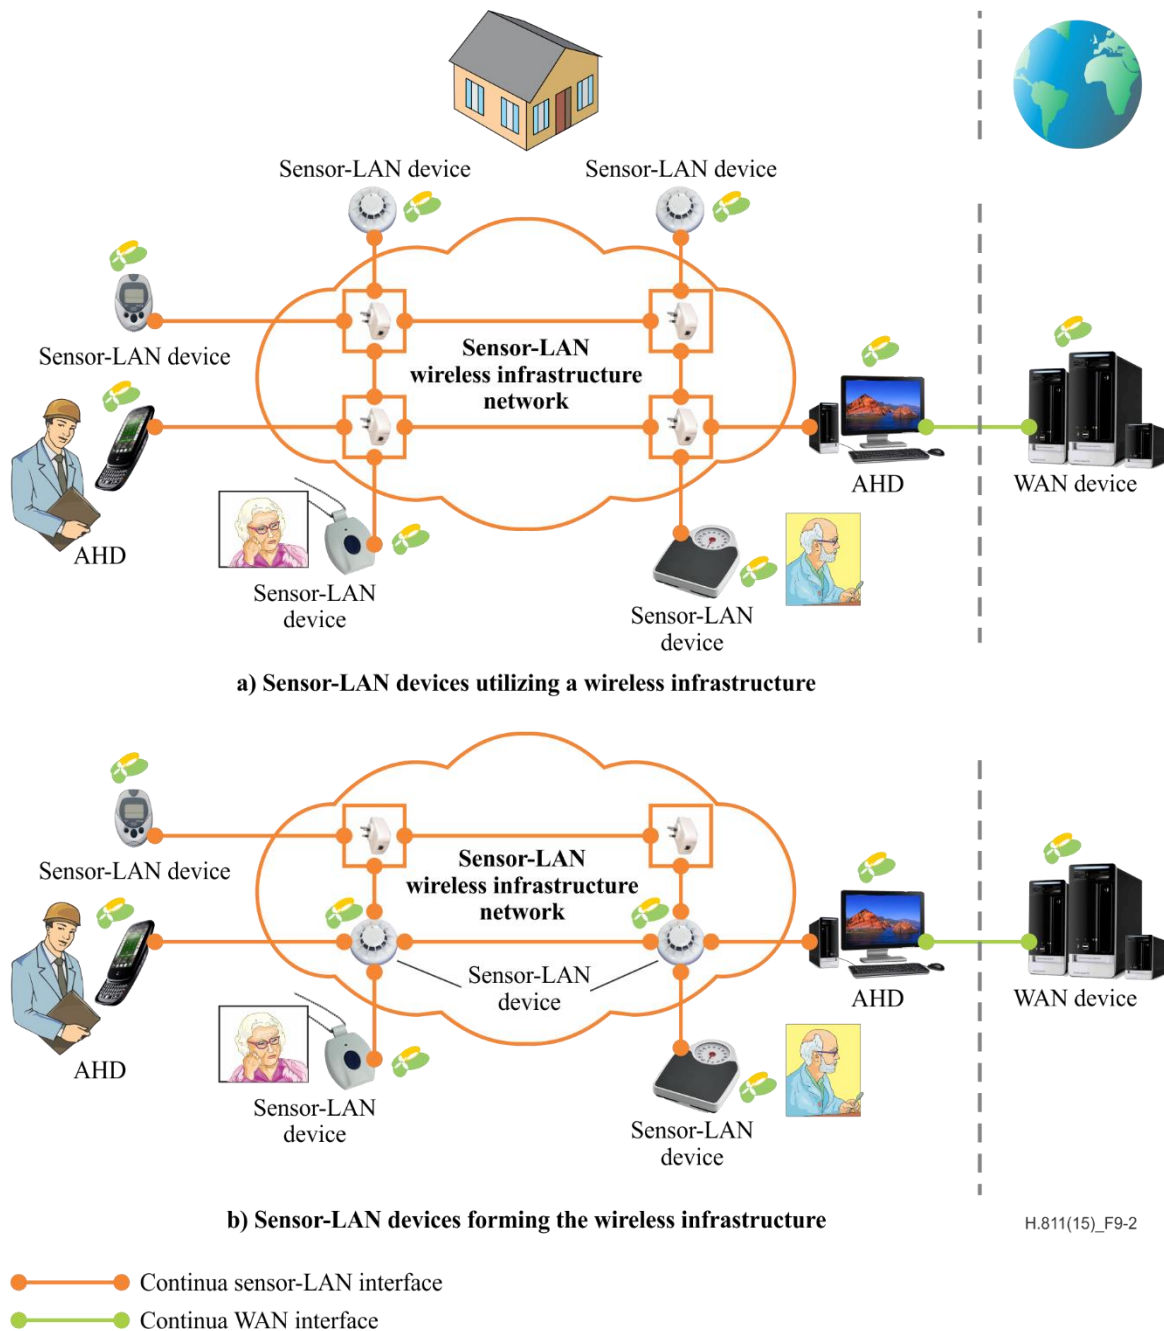 Sensor-LAN device
Sensor-LAN device
Sensor-LAN device
Sensor-LAN
wireless infrastructure
network
AHD
AHD
WAN device
Sensor-LAN
device
Sensor-LAN
device
a) Sensor-LAN devices utilizing a wireless infrastructure
Sensor-LAN device
Sensor-LAN
wireless infrastructure
network
Sensor-LAN
device
AHD
AHD
WAN device
Sensor-LAN
device
Sensor-LAN
device
b) Sensor-LAN devices forming the wireless infrastructure
H.811(15)_F9-2
Continua sensor-LAN interface
Continua WAN interface